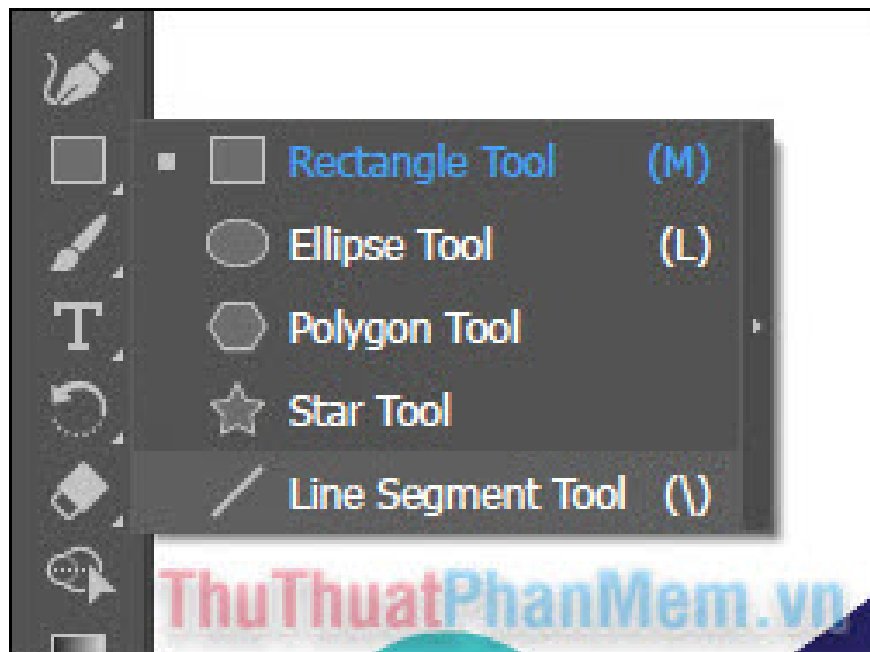 Rectangle Tool (M)
Ellipse Tool (L)
Polygon Tool
Star Tool
Line Segment Tool (\)
T
ThuThuatPhanMem.vn